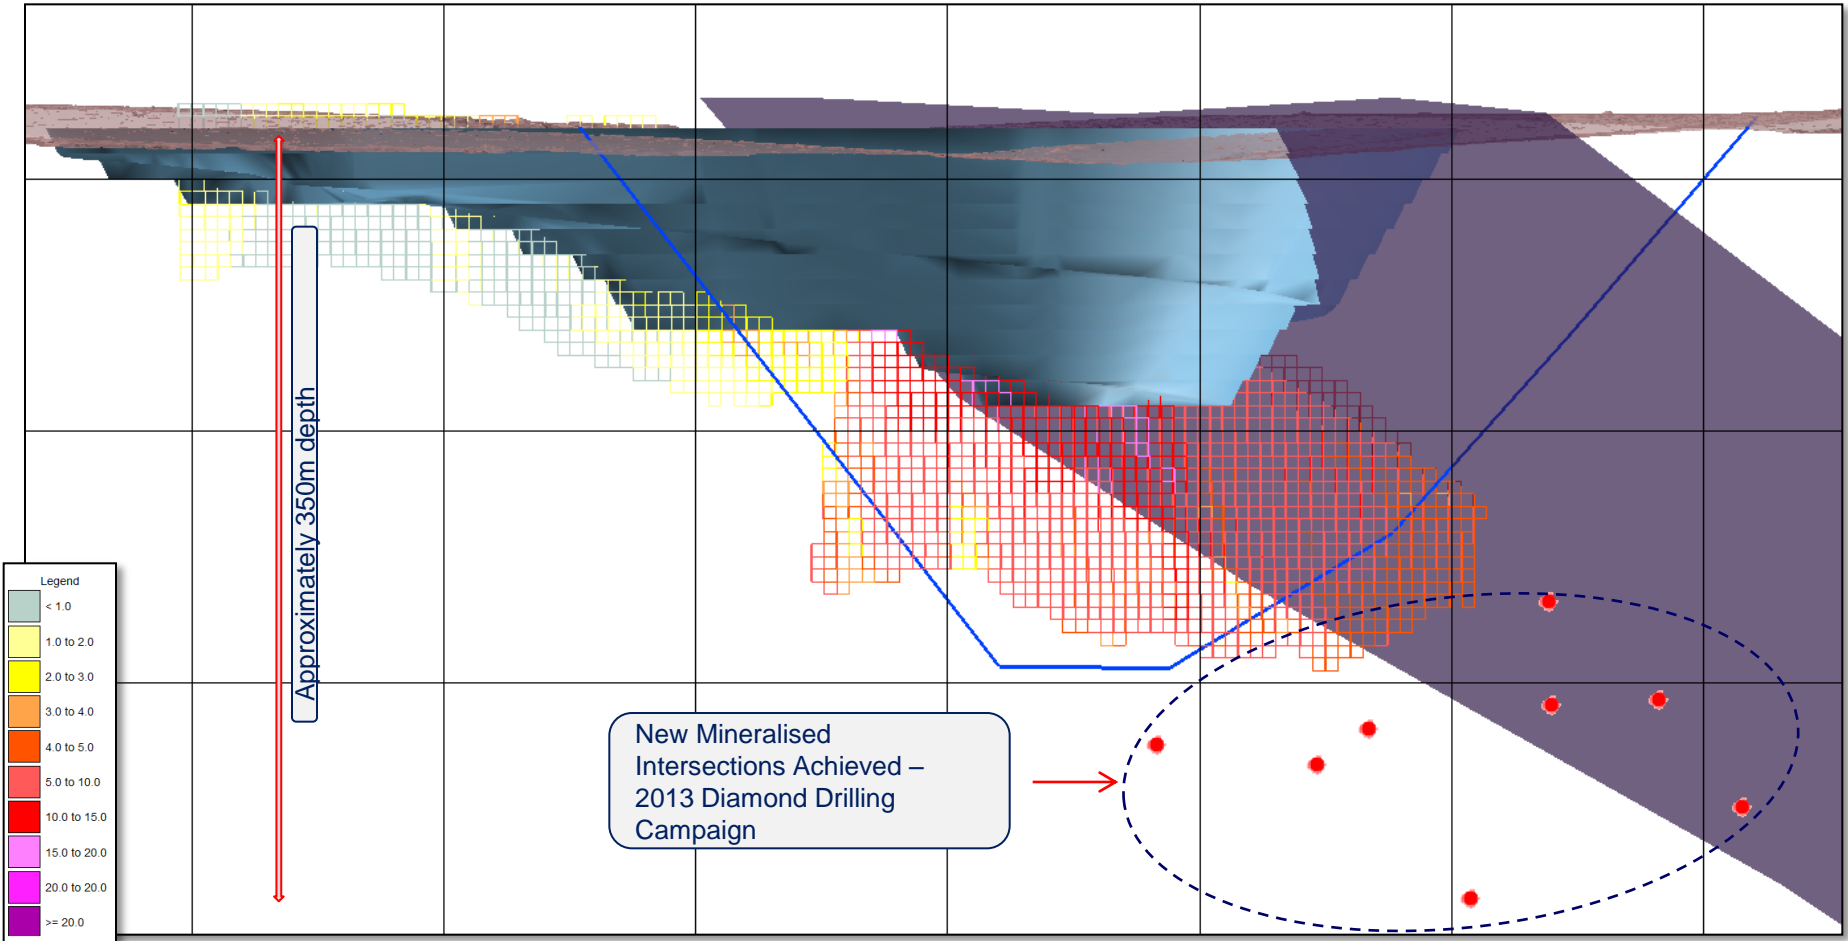 Approximately 350m depth
Legend
< 1.0
1.0 to 2.0
2.0 to 3.0
3.0 to 4.0
4.0 to 5.0
5.0 to 10.0
10.0 to 15.0
15.0 to 20.0
20.0 to 20.0
>= 20.0
New Mineralised
Intersections Achieved –
2013 Diamond Drilling
Campaign